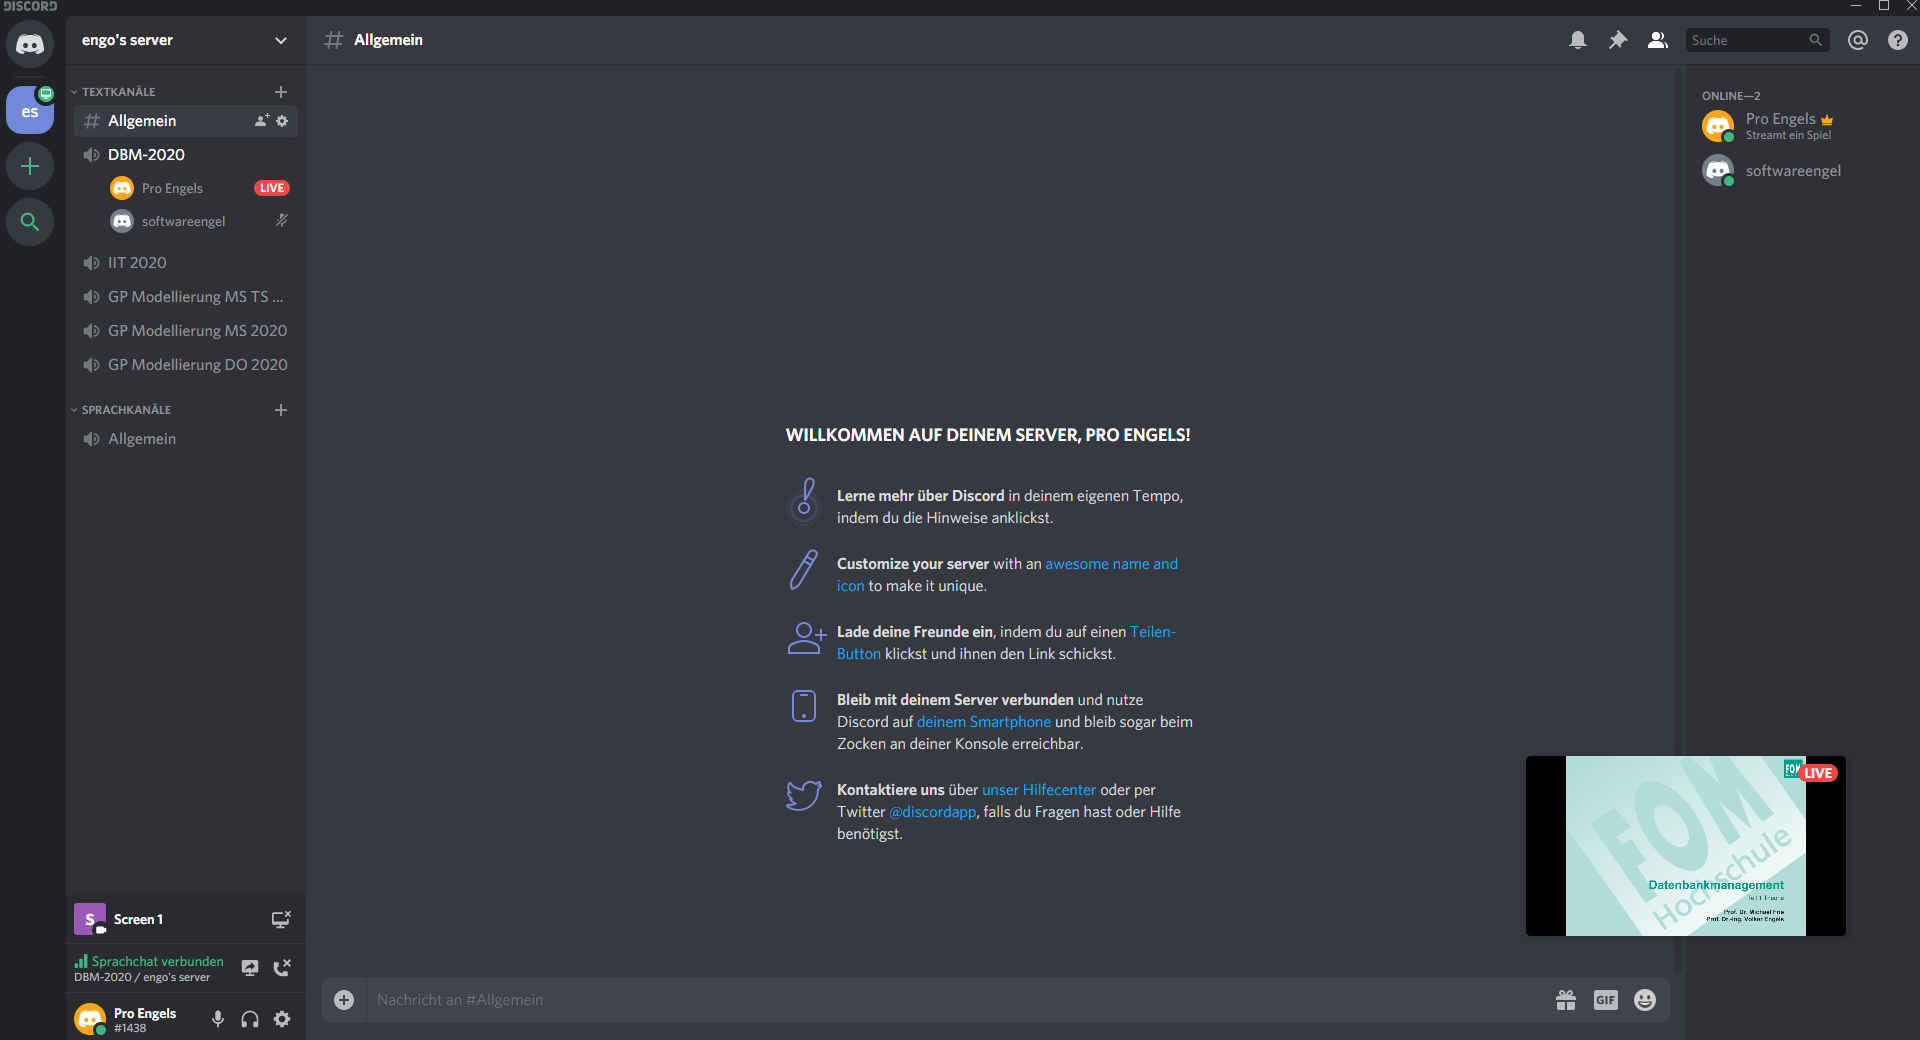 DISCORD
engo's server
TEXTKANÄLE
Allgemein
DBM-2020
Pro Engels LIVE
softwareengel
IIT 2020
GP Modellierung MS TS ...
GP Modellierung MS 2020
GP Modellierung DO 2020
SPRACHKANÄLE
Allgemein
es
S Screen 1
Sprachchat verbunden
DBM-2020 / engo's server
Pro Engels
#1438
# Allgemein
Suche
WILLKOMMEN AUF DEINEM SERVER, PRO ENGELS!
Lerne mehr über Discord in deinem eigenen Tempo,
indem du die Hinweise anklickst.
Customize your server with an awesome name and
icon to make it unique.
Lade deine Freunde ein, indem du auf einen Teilen-
Button klickst und ihnen den Link schickst.
Bleib mit deinem Server verbunden und nutze
Discord auf deinem Smartphone und bleib sogar beim
Zocken an deiner Konsole erreichbar.
Kontaktiere uns über unser Hilfecenter oder per
Twitter @discordapp, falls du Fragen hast oder Hilfe
benötigst.
Nachricht an #Allgemein
GIF
ONLINE—2
Pro Engels
Streamt ein Spiel
softwareengel
FOM LIVE
FOM
Hochschule
Datenbankmanagement
Teil 1 Theorie
Prof. Dr. Michael Frie
Prof. Dr.-Ing. Volker Engels